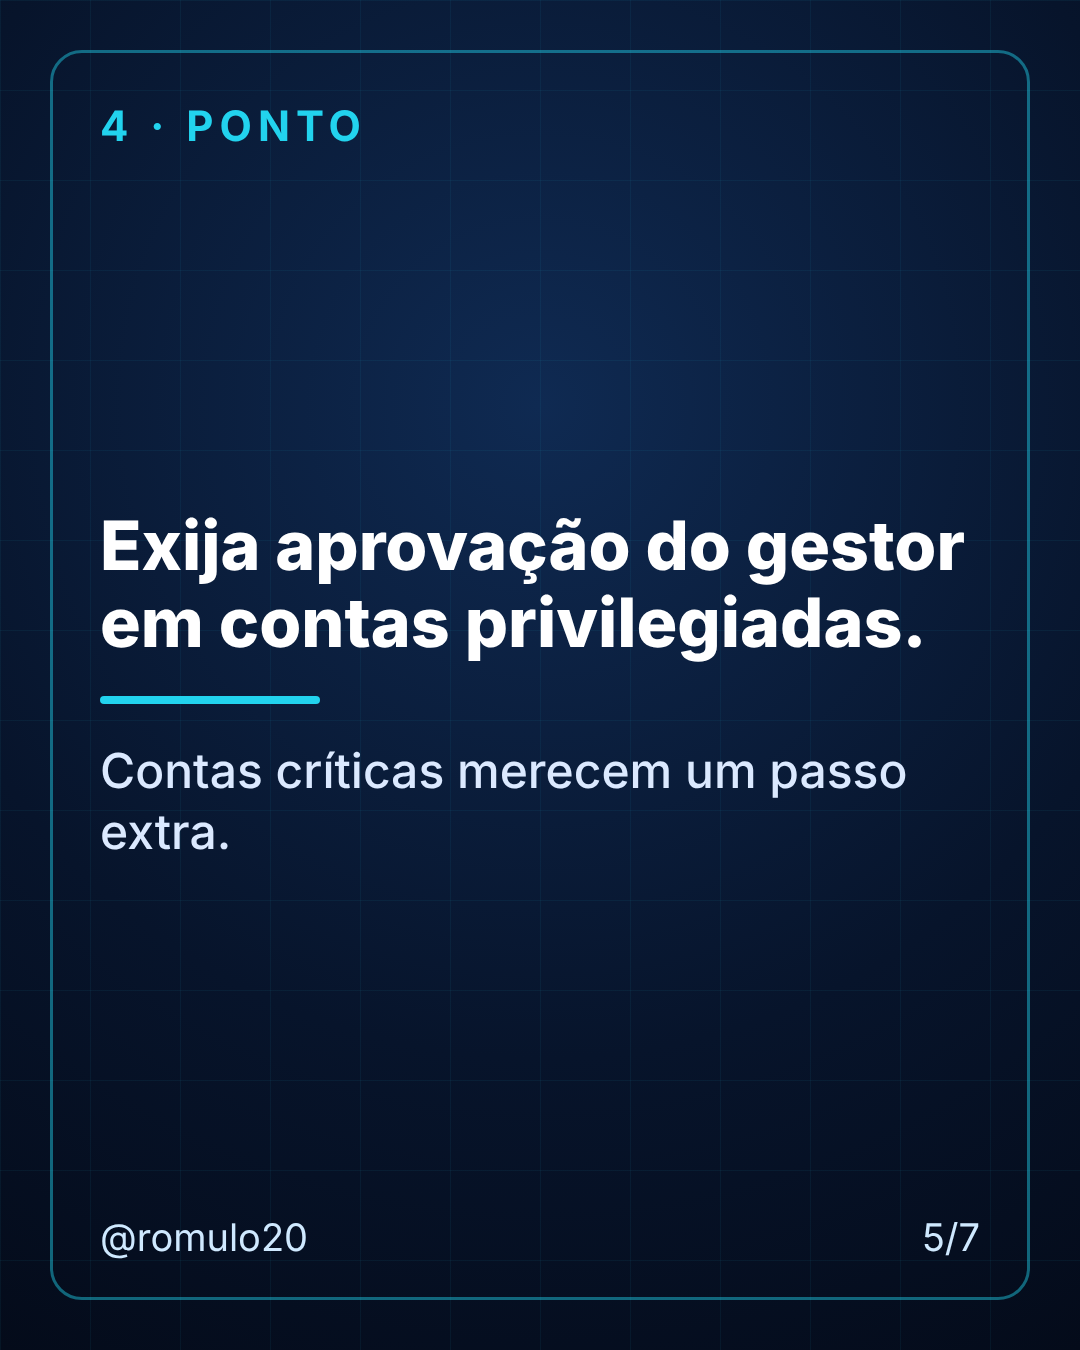 4 · PONTO
Exija aprovação do gestor
em contas privilegiadas.
Contas críticas merecem um passo
extra.
@romulo20
5/7